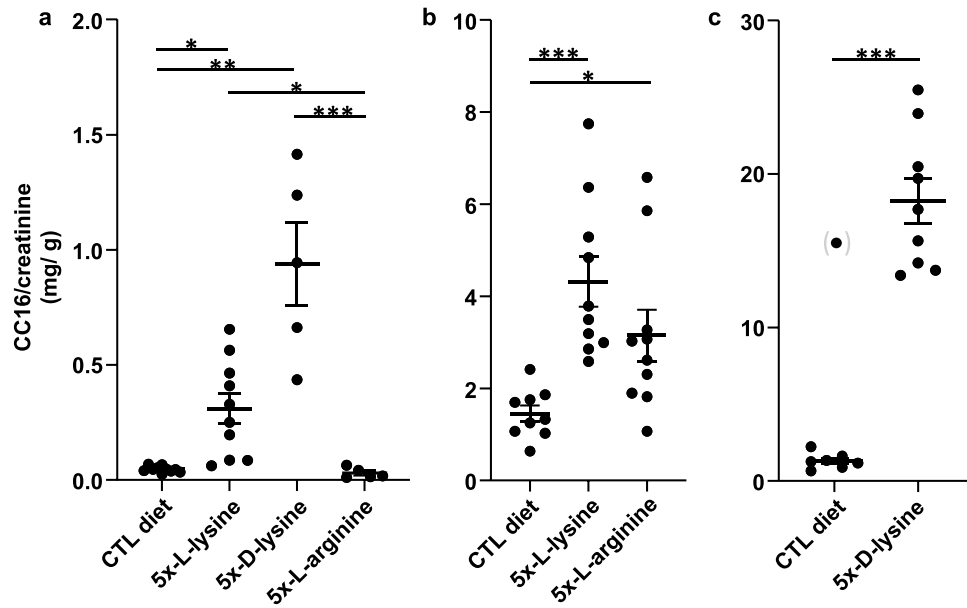 a
b
c
CC16/creatinine
(mg/ g)
2.0
1.5
1.0
0.5
0.0
*
**
*
***
CTL diet
5x-L-lysine
5x-D-lysine
5x-L-arginine
10
8
6
4
2
0
***
*
CTL diet
5x-L-lysine
5x-L-arginine
30
20
10
0
***
( )
CTL diet
5x-D-lysine